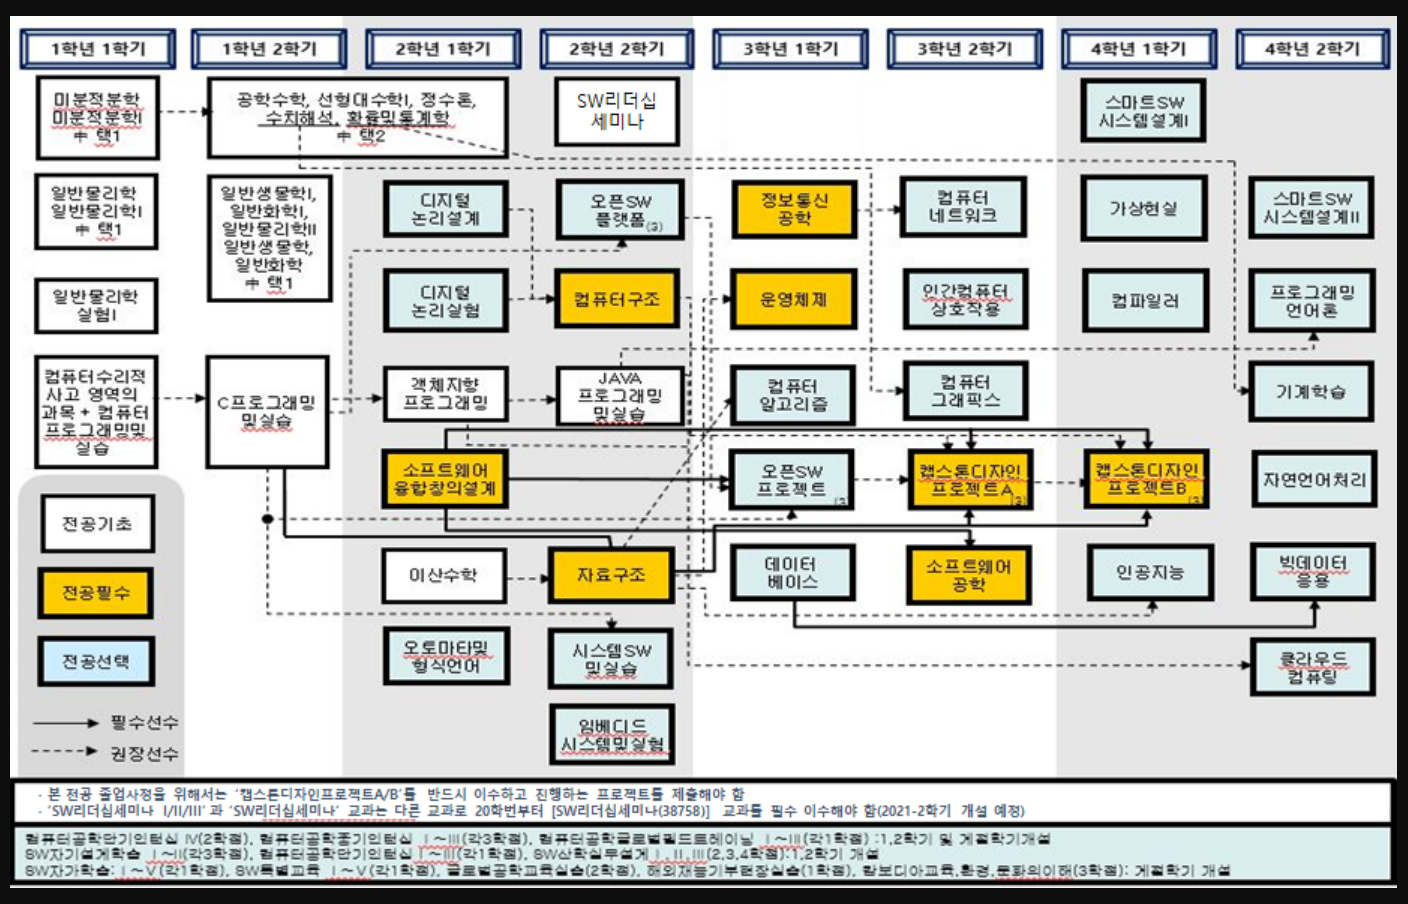 1학년 1학기
1학년 2학기
2학년 1학기
2학년 2학기
3학년 1학기
3학년 2학기
4학년 1학기
4학년 2학기
미분적분학
미분적분학I
中 택1
공학수학, 선형대수학I, 정수론,
수치해석, 확률및통계학
中 택2
SW리더십
세미나
스마트SW
시스템설계I
일반물리학
일반물리학I
中 택1
일반생물학I,
일반화학I,
일반물리학II
일반생물학,
일반화학
中 택1
디지털
논리설계
오픈SW
플랫폼(3)
정보통신
공학
컴퓨터
네트워크
가상현실
스마트SW
시스템설계II
일반물리학
실험I
디지털
논리실험
컴퓨터구조
운영체제
인간컴퓨터
상호작용
컴파일러
프로그래밍
언어론
컴퓨터수리적
사고 영역의
과목 + 컴퓨터
프로그래밍및
실습
C프로그래밍
및실습
객체지향
프로그래밍
JAVA
프로그래밍
및실습
컴퓨터
알고리즘
컴퓨터
그래픽스
기계학습
소프트웨어
융합창의설계
오픈SW
프로젝트(3)
캡스톤디자인
프로젝트A(3)
캡스톤디자인
프로젝트B(3)
자연언어처리
전공기초
전공필수
전공선택
필수선수
권장선수
이산수학
자료구조
데이터
베이스
소프트웨어
공학
인공지능
빅데이터
응용
오토마타및
형식언어
시스템SW
및실습
클라우드
컴퓨팅
임베디드
시스템및실험
· 본 전공 졸업사정을 위해서는 '캡스톤디자인프로젝트A/B'를 반드시 이수하고 진행하는 프로젝트를 제출해야 함
· 'SW리더십세미나 I/II/III' 과 'SW리더십세미나' 교과는 다른 교과로 20학번부터 [SW리더십세미나(38758)] 교과를 필수 이수해야 함(2021-2학기 개설 예정)
컴퓨터공학단기인턴십 IV(2학점), 컴퓨터공학중기인턴십 I~III(각3학점), 컴퓨터공학글로벌필드트레이닝 I~III(각1학점) :1,2학기 및 계절학기개설
SW자기설계학습 I~II(각3학점), 컴퓨터공학단기인턴십 I~III(각1학점), SW산학실무설계 I,II,III(2,3,4학점):1,2학기 개설
SW자가학습: I~V(각1학점), SW특별교육 I~V(각1학점), 글로벌공학교육실습(2학점), 해외재능기부현장실습(1학점), 캄보디아교육,환경,문화의이해(3학점): 계절학기 개설